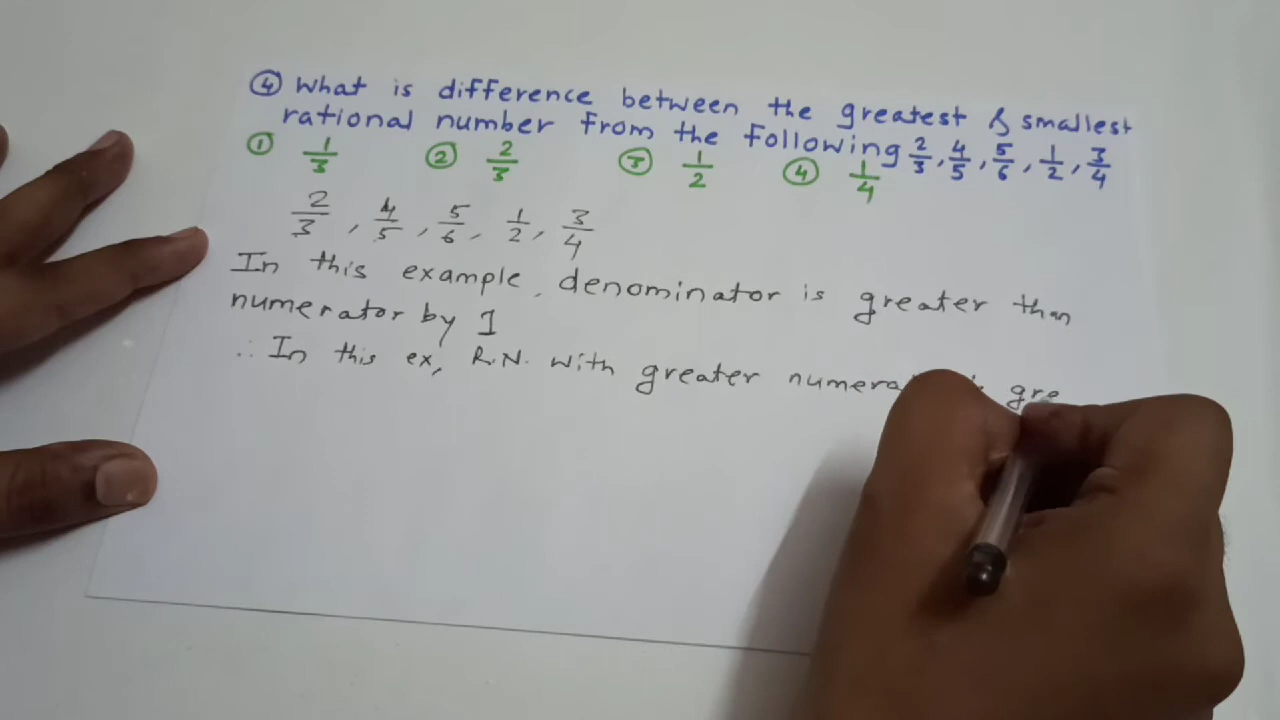 ④ What is difference between the greatest & smallest
rational number from the following 2/3, 4/5, 5/6, 1/2, 3/4
① 1/3 ② 2/3 ③ 1/2 ④ 1/4
2/3, 4/5, 5/6, 1/2, 3/4
In this example, denominator is greater than
numerator by 1
∴ In this ex, R.N. with greater